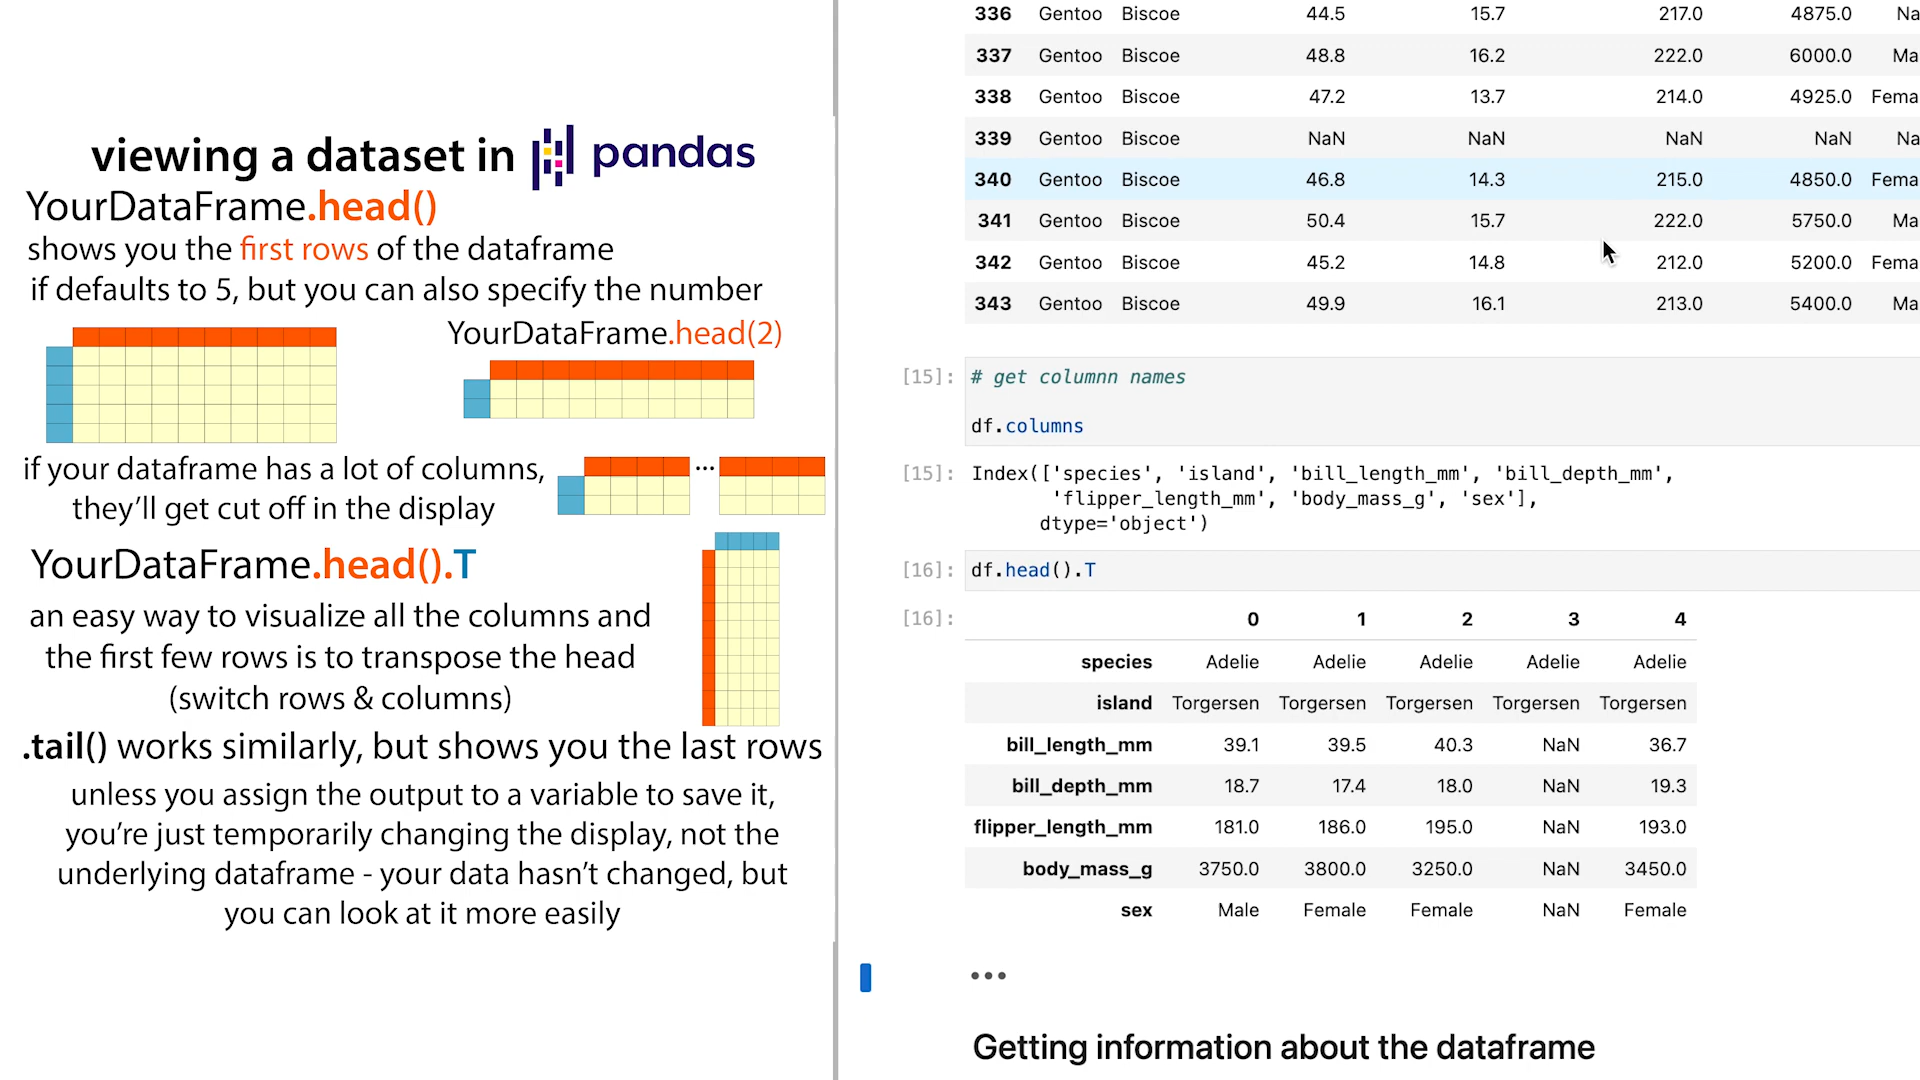 viewing a dataset in pandas
YourDataFrame.head()
shows you the first rows of the dataframe
if defaults to 5, but you can also specify the number
YourDataFrame.head(2)
if your dataframe has a lot of columns,
they’ll get cut off in the display
...
YourDataFrame.head().T
an easy way to visualize all the columns and
the first few rows is to transpose the head
(switch rows & columns)
.tail() works similarly, but shows you the last rows
unless you assign the output to a variable to save it,
you’re just temporarily changing the display, not the
underlying dataframe - your data hasn’t changed, but
you can look at it more easily
336 Gentoo Biscoe 44.5 15.7 217.0 4875.0 Na
337 Gentoo Biscoe 48.8 16.2 222.0 6000.0 Ma
338 Gentoo Biscoe 47.2 13.7 214.0 4925.0 Fema
339 Gentoo Biscoe NaN NaN NaN NaN Na
340 Gentoo Biscoe 46.8 14.3 215.0 4850.0 Fema
341 Gentoo Biscoe 50.4 15.7 222.0 5750.0 Ma
342 Gentoo Biscoe 45.2 14.8 212.0 5200.0 Fema
343 Gentoo Biscoe 49.9 16.1 213.0 5400.0 Ma
[15]: # get columnn names
df.columns
[15]: Index(['species', 'island', 'bill_length_mm', 'bill_depth_mm',
'flipper_length_mm', 'body_mass_g', 'sex'],
dtype='object')
[16]: df.head().T
[16]: 0 1 2 3 4
species Adelie Adelie Adelie Adelie Adelie
island Torgersen Torgersen Torgersen Torgersen Torgersen
bill_length_mm 39.1 39.5 40.3 NaN 36.7
bill_depth_mm 18.7 17.4 18.0 NaN 19.3
flipper_length_mm 181.0 186.0 195.0 NaN 193.0
body_mass_g 3750.0 3800.0 3250.0 NaN 3450.0
sex Male Female Female NaN Female
•••
Getting information about the dataframe